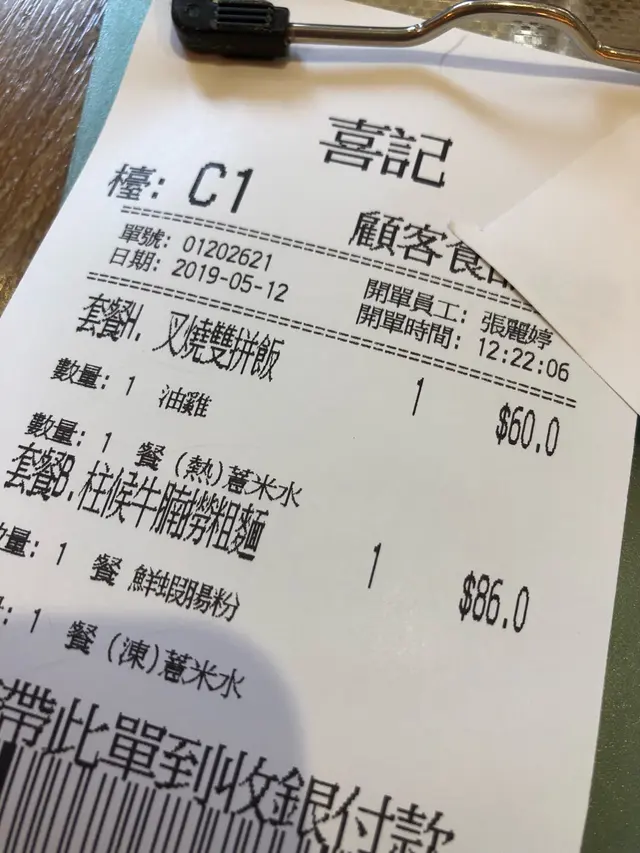 喜記
檯: C1
顧客食
單號: 01202621
開單員工: 張麗婷
日期: 2019-05-12
開單時間: 12:22:06
套餐H. 叉燒雙拼飯 1 $60.0
數量: 1 油雞
數量: 1 餐 (熱)薏米水
套餐B. 柱候牛腩撈粗麵 1 $86.0
量: 1 餐 鮮蝦腸粉
: 1 餐 (凍)薏米水
帶此單到收銀付款